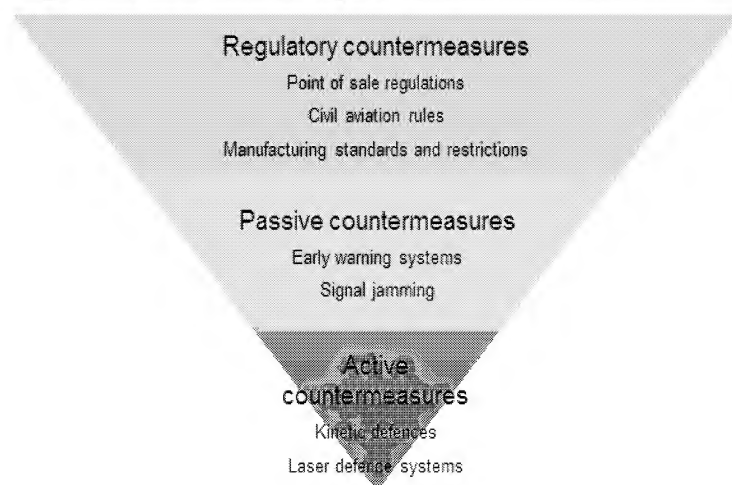 Regulatory countermeasures
Point of sale regulations
Civil aviation rules
Manufacturing standards and restrictions
Passive countermeasures
Early warning systems
Signal jamming
Active
countermeasures
Kinetic defences
Laser defence systems